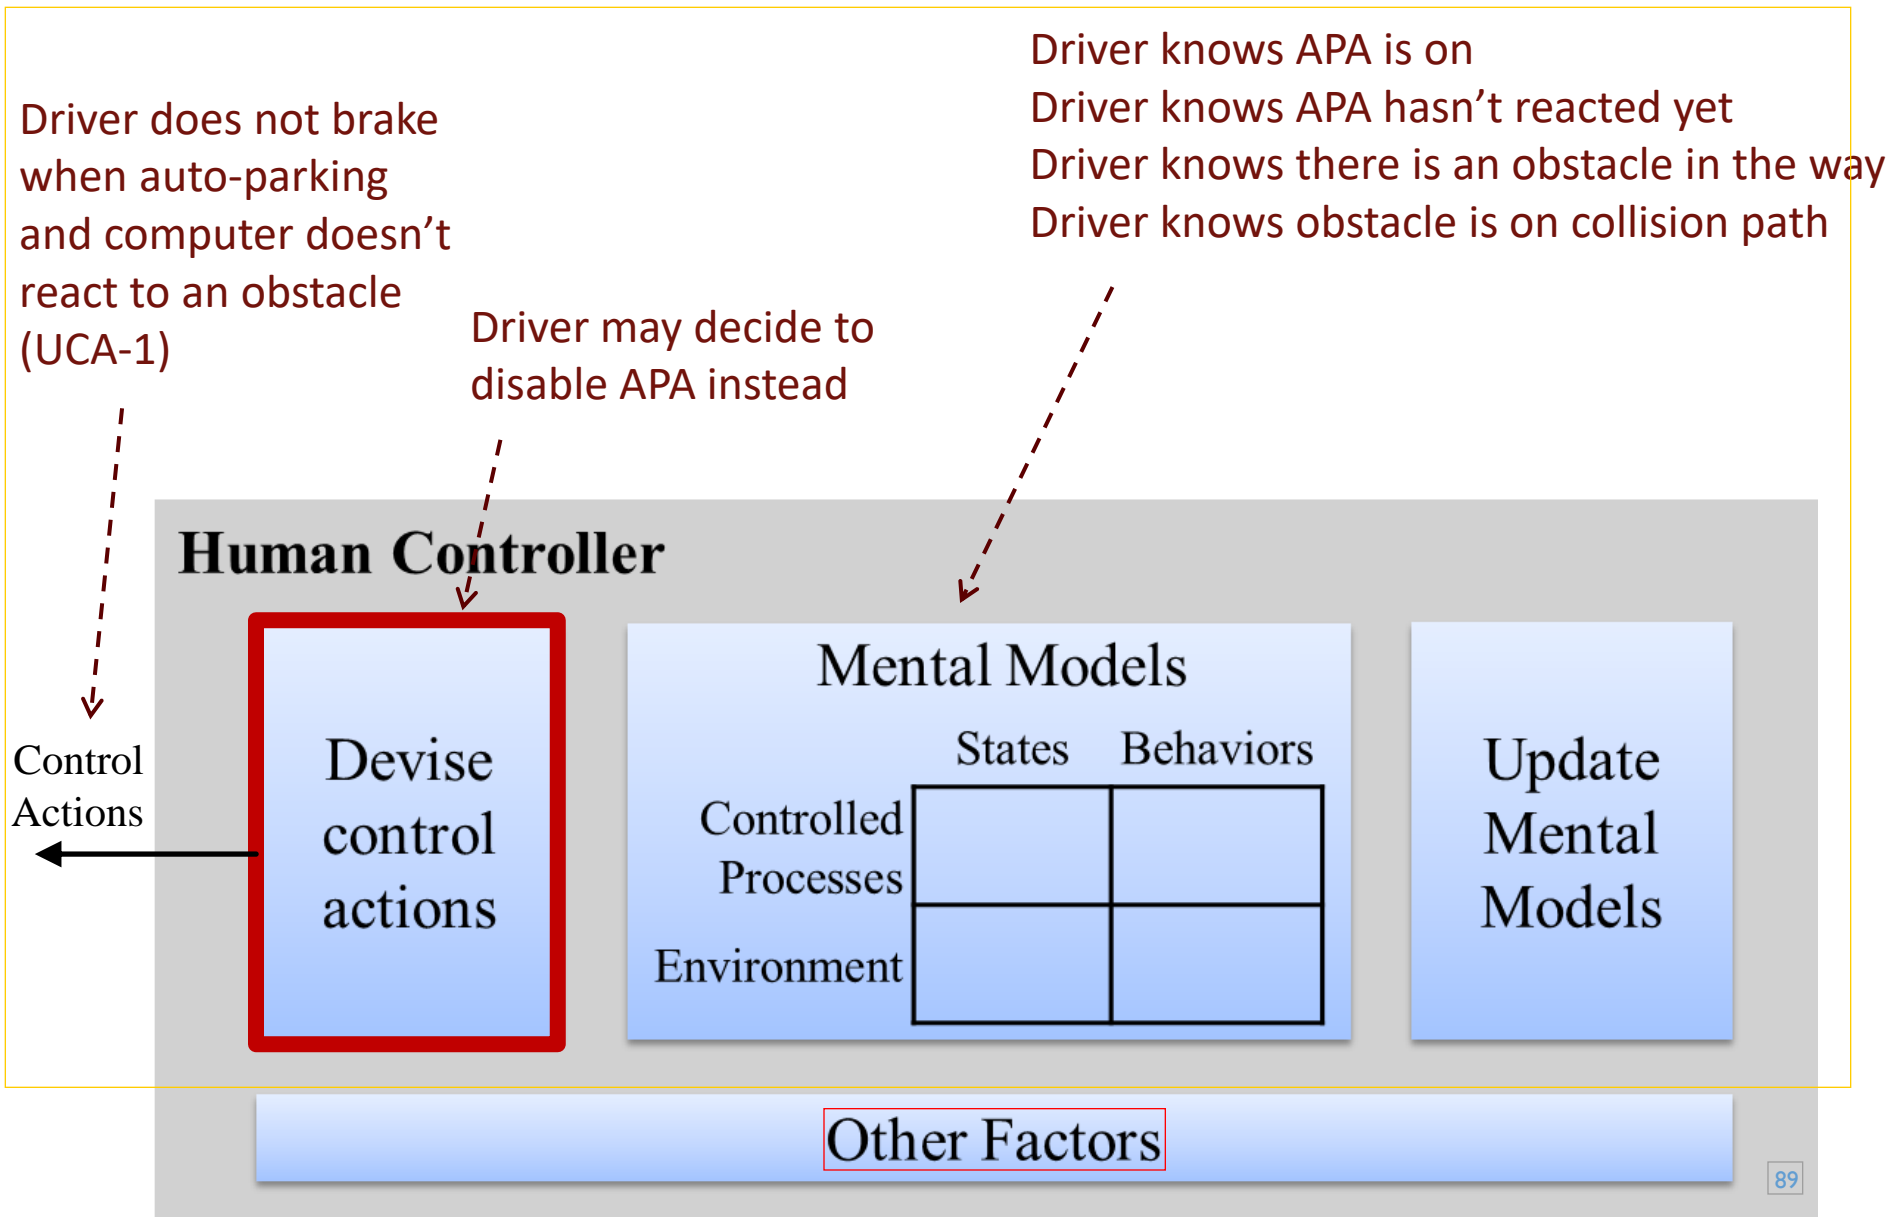 Driver knows APA is on
Driver knows APA hasn’t reacted yet
Driver knows there is an obstacle in the way
Driver knows obstacle is on collision path
Driver does not brake
when auto-parking
and computer doesn’t
react to an obstacle
(UCA-1)
Driver may decide to
disable APA instead
Human Controller
Control
Actions
Devise
control
actions
Mental Models
States Behaviors
Controlled
Processes
Environment
Update
Mental
Models
Other Factors
89